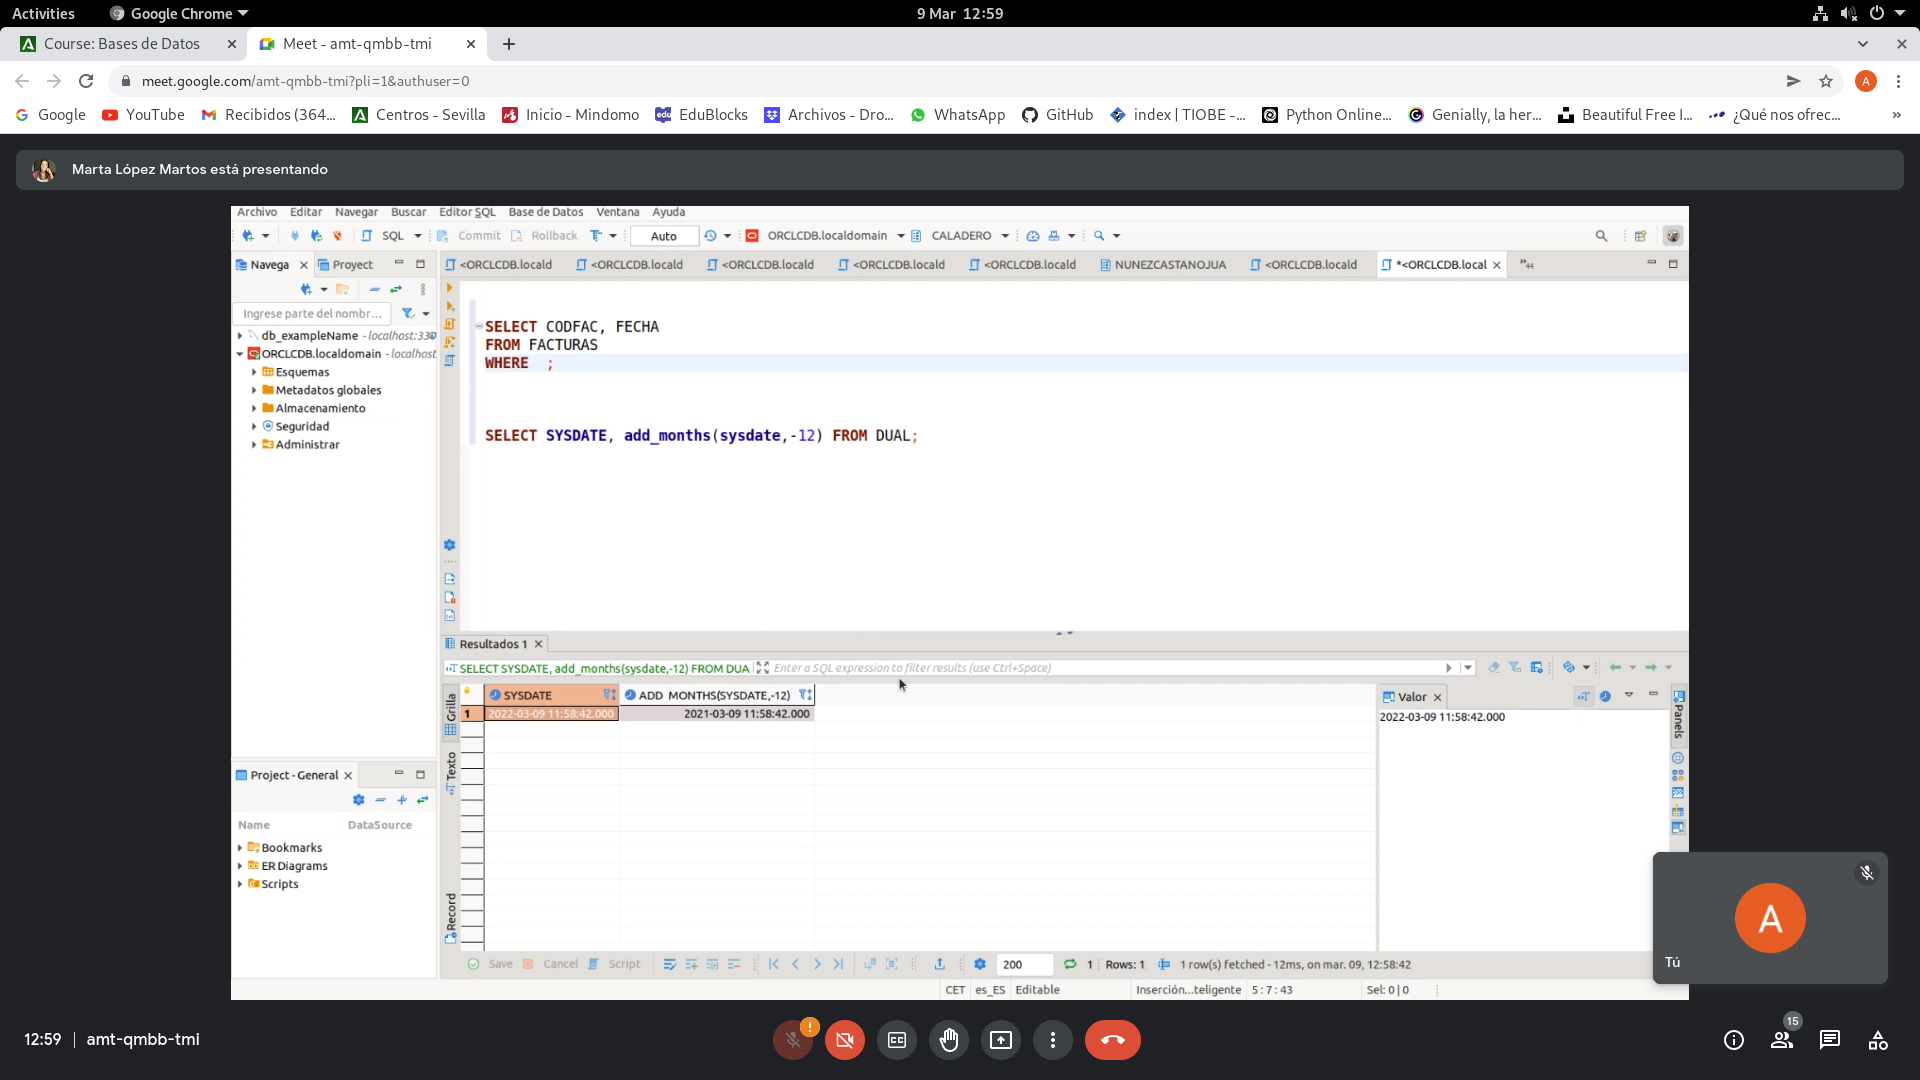 Activities
Google Chrome
9 Mar 12:59
Course: Bases de Datos
Meet - amt-qmbb-tmi
meet.google.com/amt-qmbb-tmi?pli=1&authuser=0
A
Google
YouTube
Recibidos (364...
Centros - Sevilla
Inicio - Mindomo
EduBlocks
Archivos - Dro...
WhatsApp
GitHub
index | TIOBE -...
Python Online...
Genially, la her...
Beautiful Free I...
¿Qué nos ofrec...
»
Marta López Martos está presentando
Archivo Editar Navegar Buscar Editor SQL Base de Datos Ventana Ayuda
SQL
Commit
Rollback
Auto
ORCLCDB.localdomain
CALADERO
Navega
Project
<ORCLCDB.locald
<ORCLCDB.locald
<ORCLCDB.locald
<ORCLCDB.locald
<ORCLCDB.locald
NUNEZCASTANOJUA
<ORCLCDB.locald
*<ORCLCDB.local
»44
Ingrese parte del nombr...
db_exampleName - localhost:330
ORCLCDB.localdomain - localhost
Esquemas
Metadatos globales
Almacenamiento
Seguridad
Administrar
SELECT CODFAC, FECHA
FROM FACTURAS
WHERE ;
SELECT SYSDATE, add_months(sysdate,-12) FROM DUAL;
Resultados 1
SELECT SYSDATE, add_months(sysdate,-12) FROM DUA
Enter a SQL expression to filter results (use Ctrl+Space)
Grilla
Texto
Record
SYSDATE
ADD_MONTHS(SYSDATE,-12)
1
2022-03-09 11:58:42.000
2021-03-09 11:58:42.000
Valor
2022-03-09 11:58:42.000
Panels
Project - General
Name
DataSource
Bookmarks
ER Diagrams
Scripts
Save
Cancel
Script
200
1
Rows: 1
1 row(s) fetched - 12ms, on mar. 09, 12:58:42
CET
es_ES
Editable
Inserción...teligente
5 : 7 : 43
Sel: 0 | 0
A
Tú
12:59 | amt-qmbb-tmi
!
15